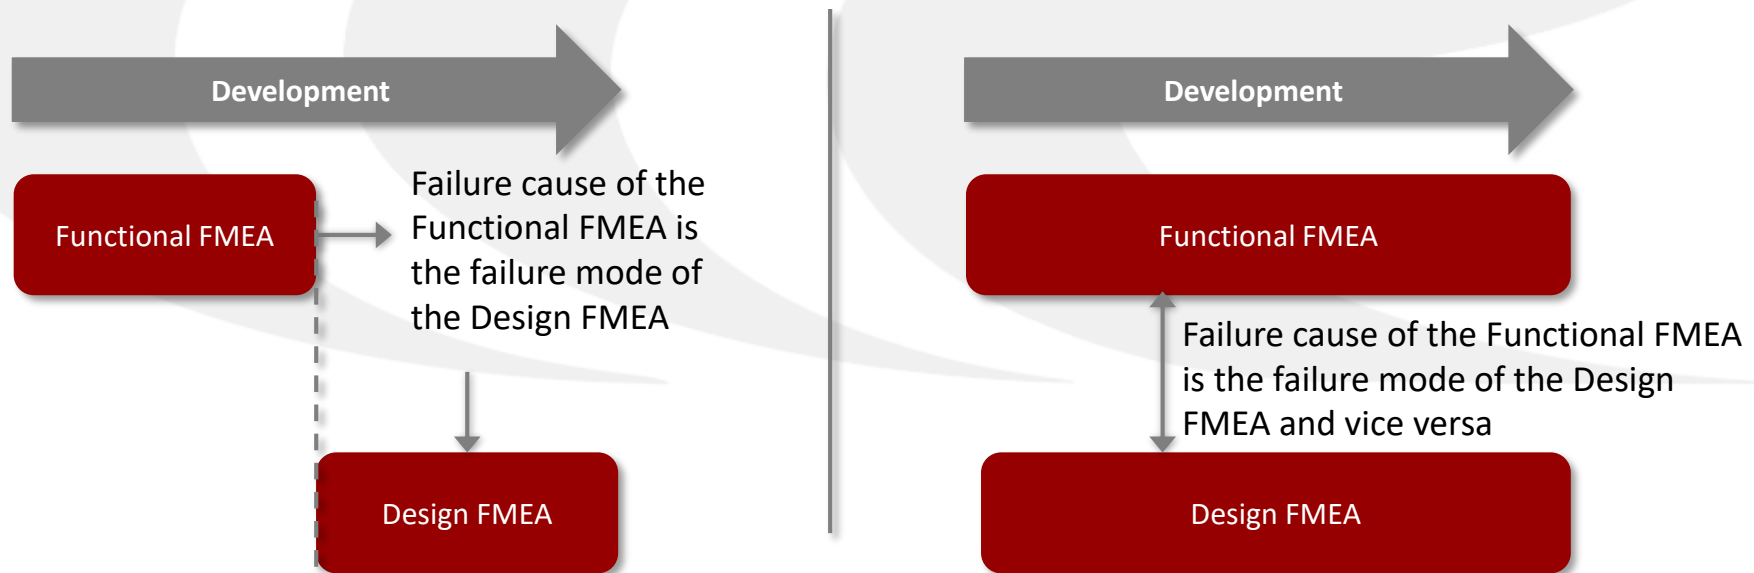 Development
Functional FMEA
Failure cause of the
Functional FMEA is
the failure mode of
the Design FMEA
Design FMEA
Development
Functional FMEA
Failure cause of the Functional FMEA
is the failure mode of the Design
FMEA and vice versa
Design FMEA